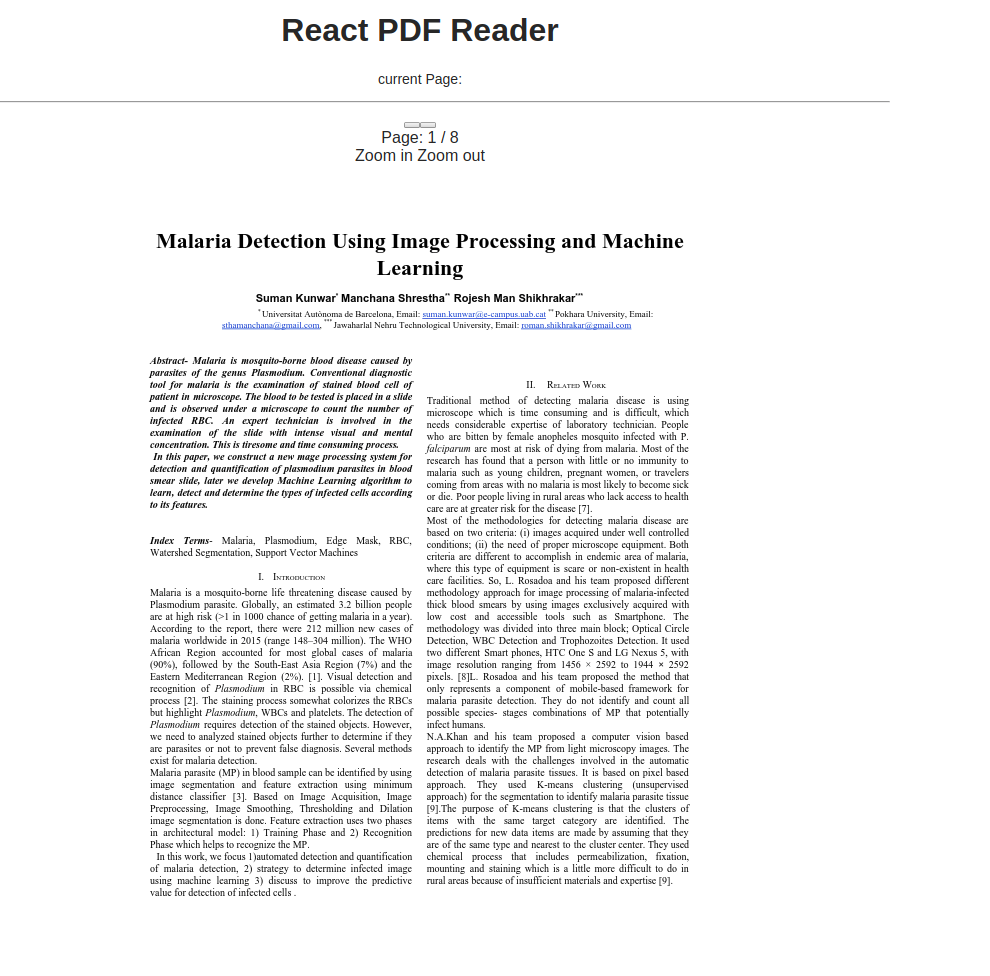 React PDF Reader
current Page:
Page: 1 / 8
Zoom in Zoom out
Malaria Detection Using Image Processing and Machine
Learning
Suman Kunwar* Manchana Shrestha** Rojesh Man Shikhrakar***
*Universitat Autònoma de Barcelona, Email: suman.kunwar@e-campus.uab.cat **Pokhara University, Email:
sthamanchana@gmail.com, ***Jawaharlal Nehru Technological University, Email: roman.shikhrakar@gmail.com
Abstract- Malaria is mosquito-borne blood disease caused by
parasites of the genus Plasmodium. Conventional diagnostic
tool for malaria is the examination of stained blood cell of
patient in microscope. The blood to be tested is placed in a slide
and is observed under a microscope to count the number of
infected RBC. An expert technician is involved in the
examination of the slide with intense visual and mental
concentration. This is tiresome and time consuming process.
In this paper, we construct a new mage processing system for
detection and quantification of plasmodium parasites in blood
smear slide, later we develop Machine Learning algorithm to
learn, detect and determine the types of infected cells according
to its features.
Index Terms- Malaria, Plasmodium, Edge Mask, RBC,
Watershed Segmentation, Support Vector Machines
I. Introduction
Malaria is a mosquito-borne life threatening disease caused by
Plasmodium parasite. Globally, an estimated 3.2 billion people
are at high risk (>1 in 1000 chance of getting malaria in a year).
According to the report, there were 212 million new cases of
malaria worldwide in 2015 (range 148–304 million). The WHO
African Region accounted for most global cases of malaria
(90%), followed by the South-East Asia Region (7%) and the
Eastern Mediterranean Region (2%). [1]. Visual detection and
recognition of Plasmodium in RBC is possible via chemical
process [2]. The staining process somewhat colorizes the RBCs
but highlight Plasmodium, WBCs and platelets. The detection of
Plasmodium requires detection of the stained objects. However,
we need to analyzed stained objects further to determine if they
are parasites or not to prevent false diagnosis. Several methods
exist for malaria detection.
Malaria parasite (MP) in blood sample can be identified by using
image segmentation and feature extraction using minimum
distance classifier [3]. Based on Image Acquisition, Image
Preprocessing, Image Smoothing, Thresholding and Dilation
image segmentation is done. Feature extraction uses two phases
in architectural model: 1) Training Phase and 2) Recognition
Phase which helps to recognize the MP.
In this work, we focus 1)automated detection and quantification
of malaria detection, 2) strategy to determine infected image
using machine learning 3) discuss to improve the predictive
value for detection of infected cells .
II. Related Work
Traditional method of detecting malaria disease is using
microscope which is time consuming and is difficult, which
needs considerable expertise of laboratory technician. People
who are bitten by female anopheles mosquito infected with P.
falciparum are most at risk of dying from malaria. Most of the
research has found that a person with little or no immunity to
malaria such as young children, pregnant women, or travelers
coming from areas with no malaria is most likely to become sick
or die. Poor people living in rural areas who lack access to health
care are at greater risk for the disease [7].
Most of the methodologies for detecting malaria disease are
based on two criteria: (i) images acquired under well controlled
conditions; (ii) the need of proper microscope equipment. Both
criteria are different to accomplish in endemic area of malaria,
where this type of equipment is scare or non-existent in health
care facilities. So, L. Rosadoa and his team proposed different
methodology approach for image processing of malaria-infected
thick blood smears by using images exclusively acquired with
low cost and accessible tools such as Smartphone. The
methodology was divided into three main block; Optical Circle
Detection, WBC Detection and Trophozoites Detection. It used
two different Smart phones, HTC One S and LG Nexus 5, with
image resolution ranging from 1456 × 2592 to 1944 × 2592
pixels. [8]L. Rosadoa and his team proposed the method that
only represents a component of mobile-based framework for
malaria parasite detection. They do not identify and count all
possible species- stages combinations of MP that potentially
infect humans.
N.A.Khan and his team proposed a computer vision based
approach to identify the MP from light microscopy images. The
research deals with the challenges involved in the automatic
detection of malaria parasite tissues. It is based on pixel based
approach. They used K-means clustering (unsupervised
approach) for the segmentation to identify malaria parasite tissue
[9].The purpose of K-means clustering is that the clusters of
items with the same target category are identified. The
predictions for new data items are made by assuming that they
are of the same type and nearest to the cluster center. They used
chemical process that includes permeabilization, fixation,
mounting and staining which is a little more difficult to do in
rural areas because of insufficient materials and expertise [9].